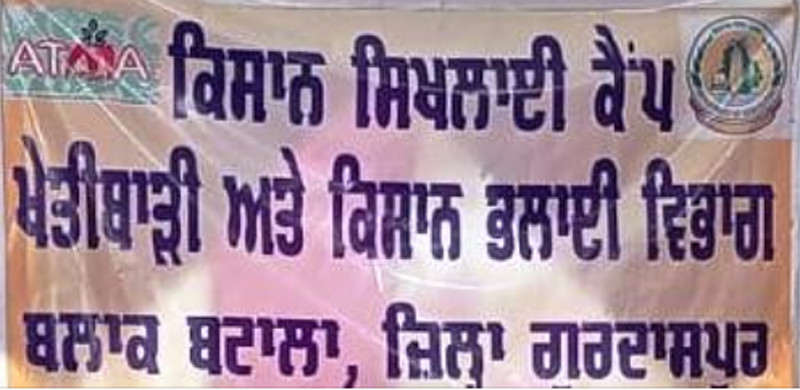 ATMA
ਕਿਸਾਨ ਸਿਖਲਾਈ ਕੈਂਪ
ਖੇਤੀਬਾੜੀ ਅਤੇ ਕਿਸਾਨ ਭਲਾਈ ਵਿਭਾਗ
ਬਲਾਕ ਬਟਾਲਾ, ਜ਼ਿਲ੍ਹਾ ਗੁਰਦਾਸਪੁਰ